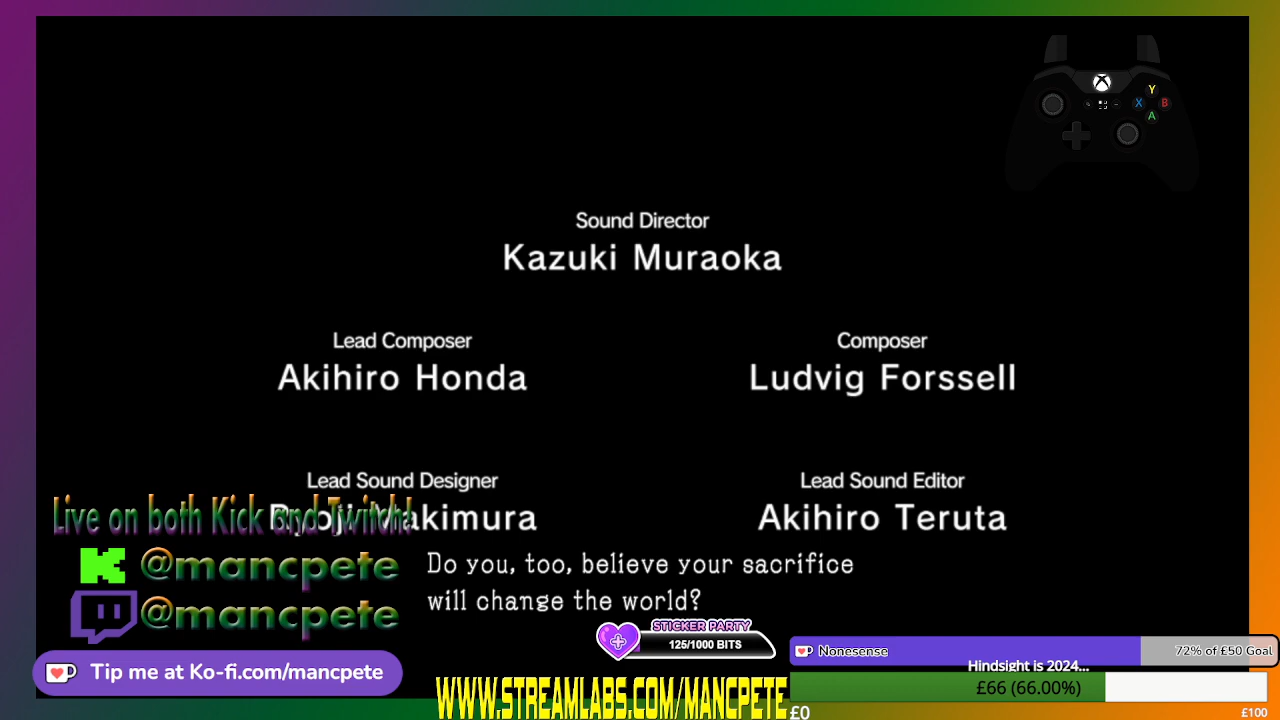 Y
X B
A
Sound Director
Kazuki Muraoka
Lead Composer
Akihiro Honda
Composer
Ludvig Forssell
Lead Sound Designer
Ryoji Makimura
Lead Sound Editor
Akihiro Teruta
Live on both Kick and Twitch!
@mancpete
@mancpete
Do you, too, believe your sacrifice
will change the world?
STICKER PARTY
125/1000 BITS
Tip me at Ko-fi.com/mancpete
WWW.STREAMLABS.COM/MANCPETE
Nonesense
72% of £50 Goal
Hindsight is 2024...
£66 (66.00%)
£0
£100